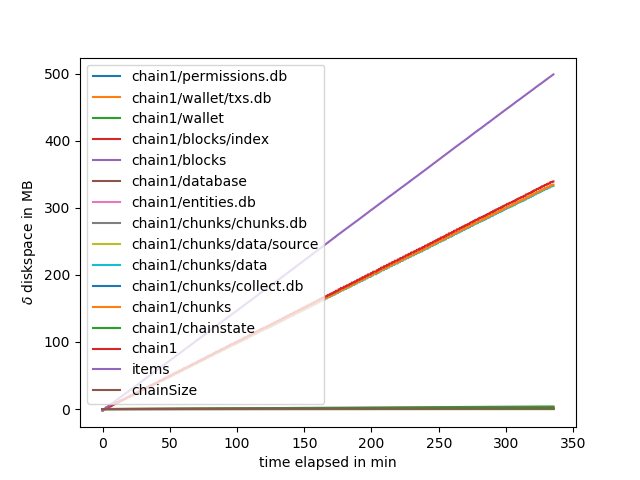 500
400
300
200
100
0
δ diskspace in MB
chain1/permissions.db
chain1/wallet/txs.db
chain1/wallet
chain1/blocks/index
chain1/blocks
chain1/database
chain1/entities.db
chain1/chunks/chunks.db
chain1/chunks/data/source
chain1/chunks/data
chain1/chunks/collect.db
chain1/chunks
chain1/chainstate
chain1
items
chainSize
0 50 100 150 200 250 300 350
time elapsed in min